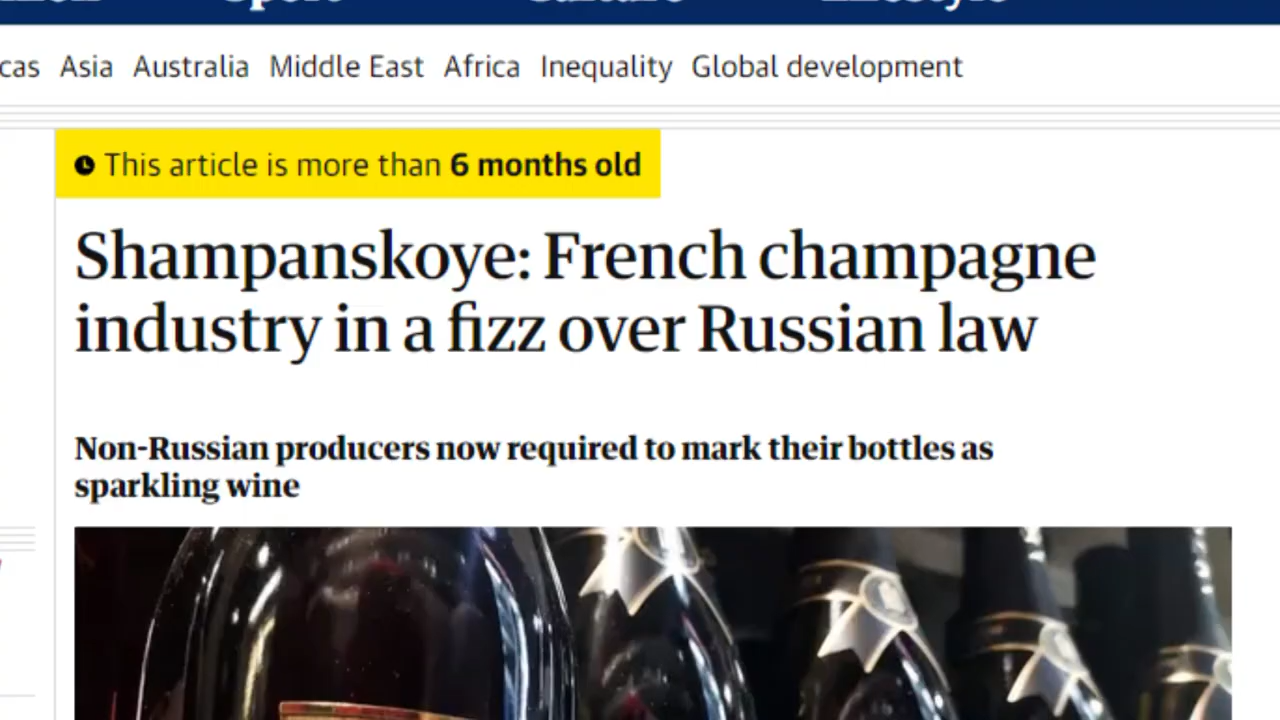 cas Asia Australia Middle East Africa Inequality Global development
This article is more than 6 months old
Shampanskoye: French champagne
industry in a fizz over Russian law
Non-Russian producers now required to mark their bottles as
sparkling wine